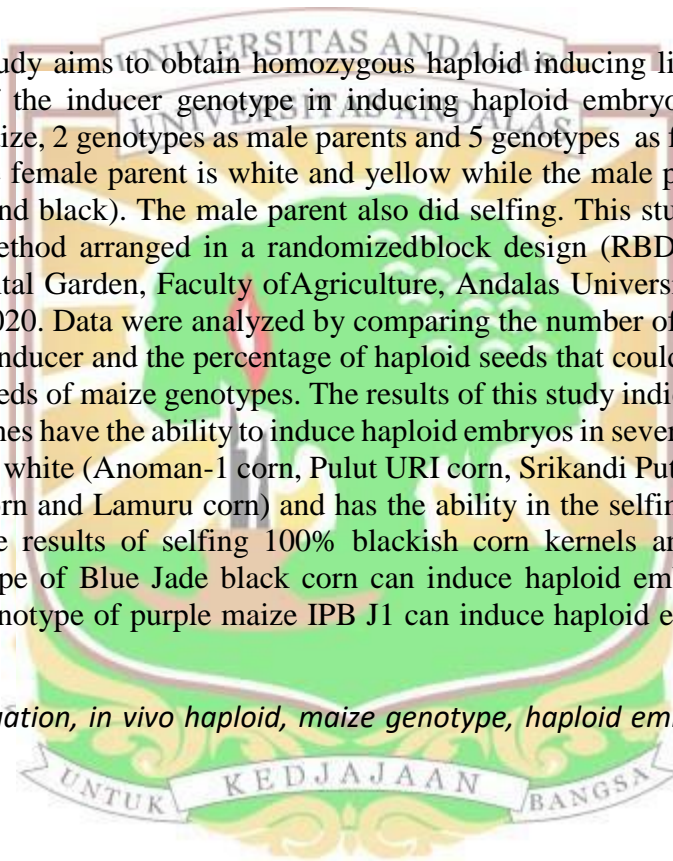 UNIVERSITAS ANDALAS
udy aims to obtain homozygous haploid inducing li
the inducer genotype in inducing haploid embryo
UNIVERSITAS ANDALAS
ize, 2 genotypes as male parents and 5 genotypes as f
female parent is white and yellow while the male p
nd black). The male parent also did selfing. This stu
ethod arranged in a randomizedblock design (RBD
tal Garden, Faculty ofAgriculture, Andalas Univers
020. Data were analyzed by comparing the number of
nducer and the percentage of haploid seeds that could
eds of maize genotypes. The results of this study indi
nes have the ability to induce haploid embryos in sever
white (Anoman-1 corn, Pulut URI corn, Srikandi Put
orn and Lamuru corn) and has the ability in the selfin
e results of selfing 100% blackish corn kernels an
ype of Blue Jade black corn can induce haploid em
notype of purple maize IPB J1 can induce haploid e
uation, in vivo haploid, maize genotype, haploid em
UNTUK KEDJAJAAN BANGSA